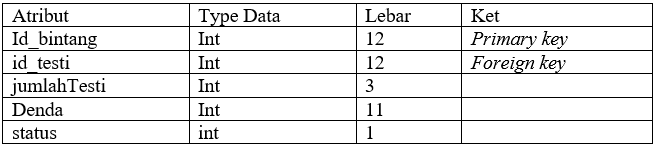 Atribut Type Data Lebar Ket
Id_bintang Int 12 Primary key
id_testi Int 12 Foreign key
jumlahTesti Int 3
Denda Int 11
status int 1